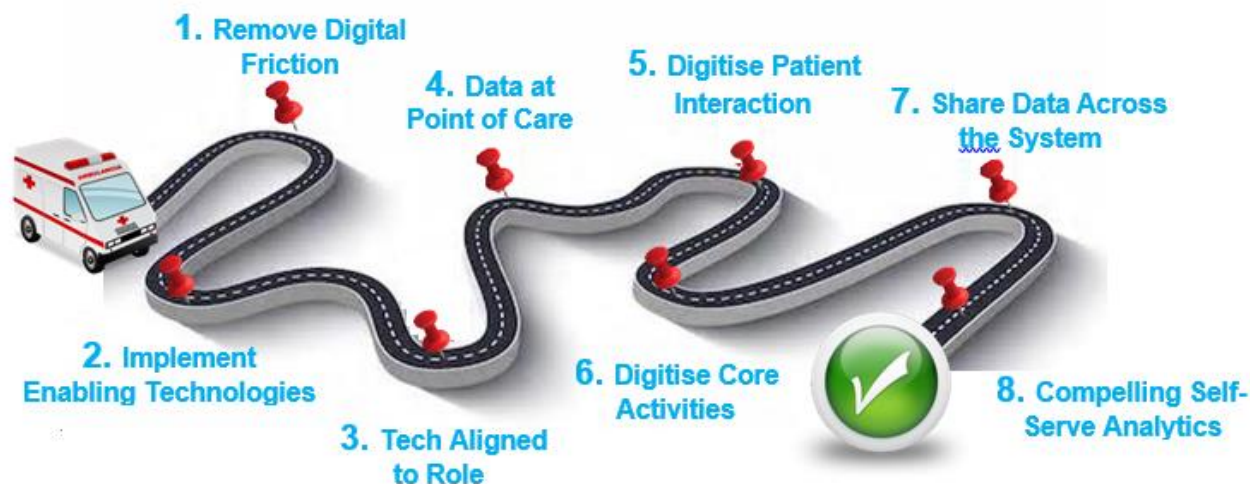 1. Remove Digital
Friction
2. Implement
Enabling Technologies
3. Tech Aligned
to Role
4. Data at
Point of Care
5. Digitise Patient
Interaction
6. Digitise Core
Activities
7. Share Data Across
the System
8. Compelling Self-
Serve Analytics